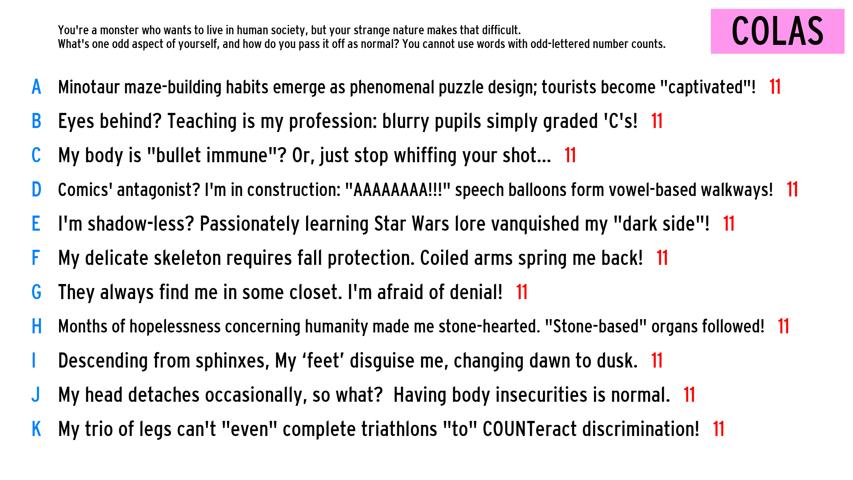 You're a monster who wants to live in human society, but your strange nature makes that difficult.
What's one odd aspect of yourself, and how do you pass it off as normal? You cannot use words with odd-lettered number counts.
COLAS
A Minotaur maze-building habits emerge as phenomenal puzzle design; tourists become "captivated"! 11
B Eyes behind? Teaching is my profession: blurry pupils simply graded 'C's! 11
C My body is "bullet immune"? Or, just stop whiffing your shot... 11
D Comics' antagonist? I'm in construction: "AAAAAAAA!!!" speech balloons form vowel-based walkways! 11
E I'm shadow-less? Passionately learning Star Wars lore vanquished my "dark side"! 11
F My delicate skeleton requires fall protection. Coiled arms spring me back! 11
G They always find me in some closet. I'm afraid of denial! 11
H Months of hopelessness concerning humanity made me stone-hearted. "Stone-based" organs followed! 11
I Descending from sphinxes, My ‘feet’ disguise me, changing dawn to dusk. 11
J My head detaches occasionally, so what?  Having body insecurities is normal. 11
K My trio of legs can't "even" complete triathlons "to" COUNTeract discrimination! 11